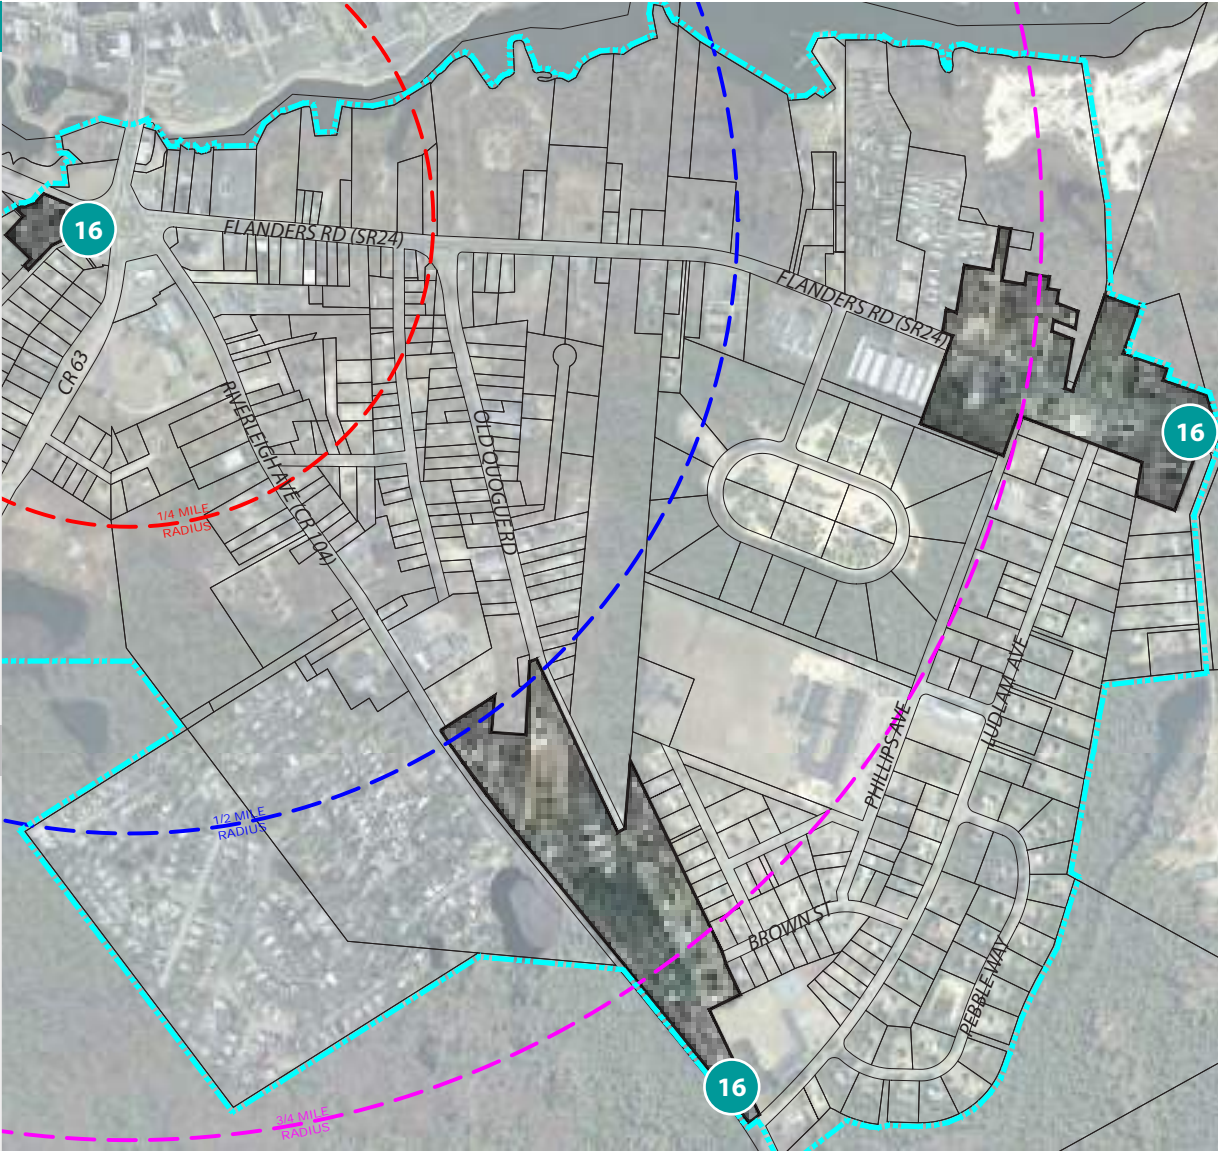 16
FLANDERS RD (SR24)
FLANDERS RD (SR24)
CR 63
RIVERLEIGH AVE (CR 104)
OLD QUOGUE RD
16
1/4 MILE
RADIUS
LUDLAM AVE
PHILLIPS AVE
1/2 MILE
RADIUS
BROWN ST
PEBBLE WAY
16
3/4 MILE
RADIUS